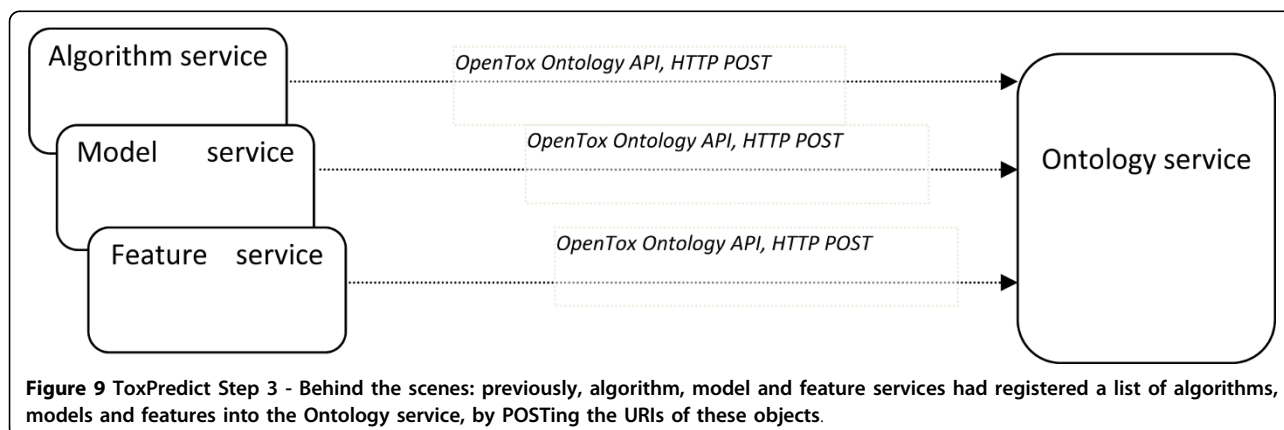 Algorithm service
OpenTox Ontology API, HTTP POST
Model service
OpenTox Ontology API, HTTP POST
Ontology service
Feature service
OpenTox Ontology API, HTTP POST
Figure 9 ToxPredict Step 3 - Behind the scenes: previously, algorithm, model and feature services had registered a list of algorithms,
models and features into the Ontology service, by POSTing the URIs of these objects.